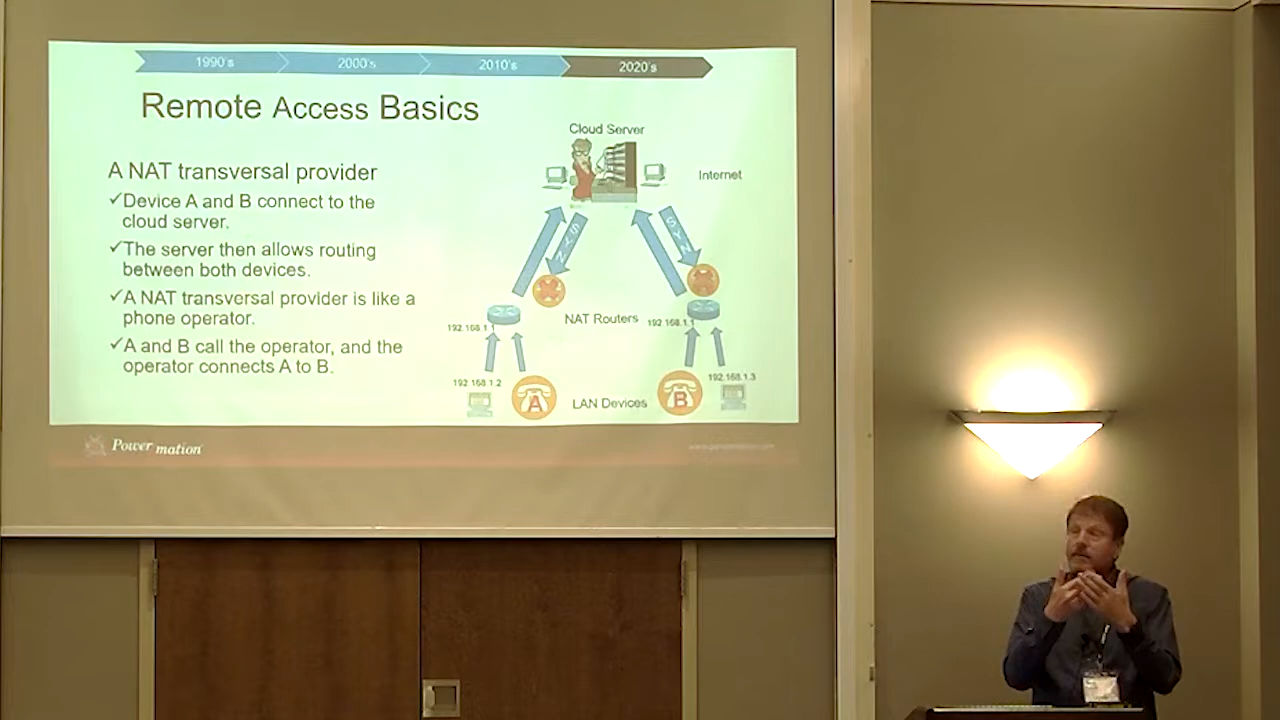 1990's 2000's 2010's 2020's
Remote Access Basics
A NAT transversal provider
✓Device A and B connect to the
cloud server.
✓The server then allows routing
between both devices.
✓A NAT transversal provider is like a
phone operator.
✓A and B call the operator, and the
operator connects A to B.
Cloud Server
Internet
SYN
SYN
NAT Routers
192.168.1.1
192.168.1.1
192.168.1.2
192.168.1.3
A
B
LAN Devices
Power mation